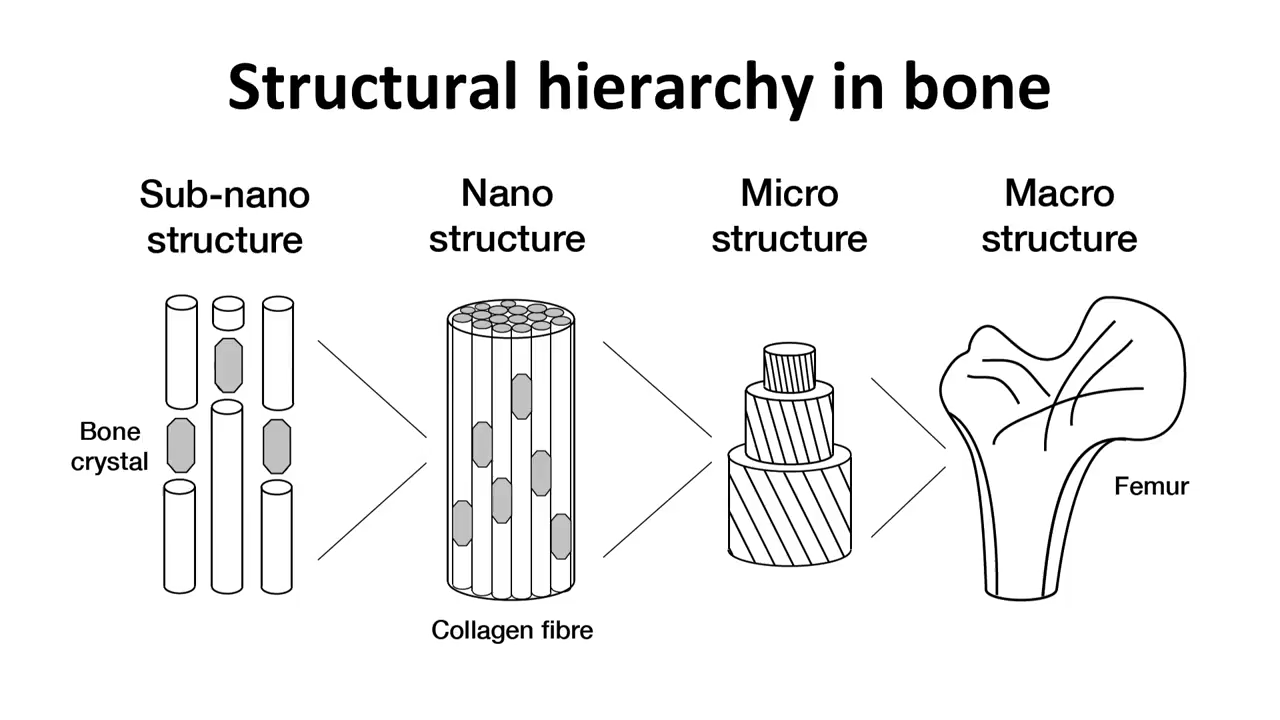 Structural hierarchy in bone
Sub-nano
structure
Nano
structure
Micro
structure
Macro
structure
Bone
crystal
Femur
Collagen fibre